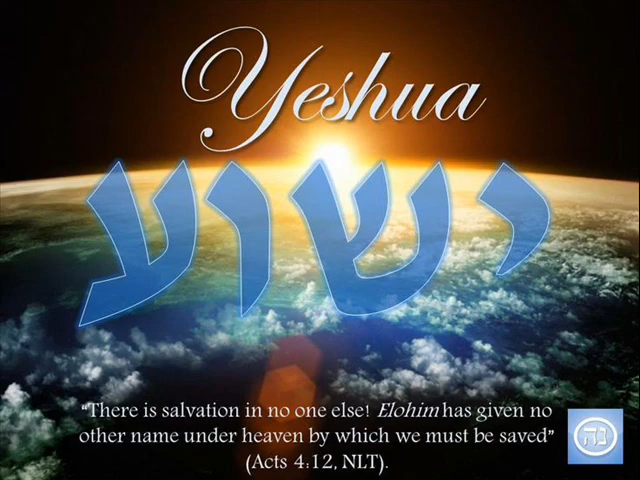 Yeshua
ישוע
“There is salvation in no one else! Elohim has given no
other name under heaven by which we must be saved”
(Acts 4:12, NLT).